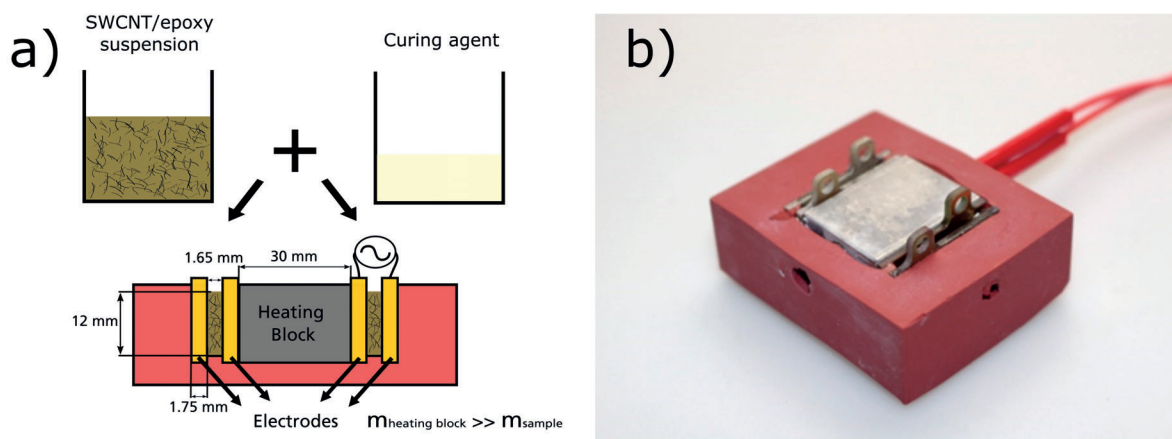 a)
SWCNT/epoxy
suspension
Curing agent
+
1.65 mm
30 mm
12 mm
Heating
Block
1.75 mm
Electrodes
mheating block >> msample
b)